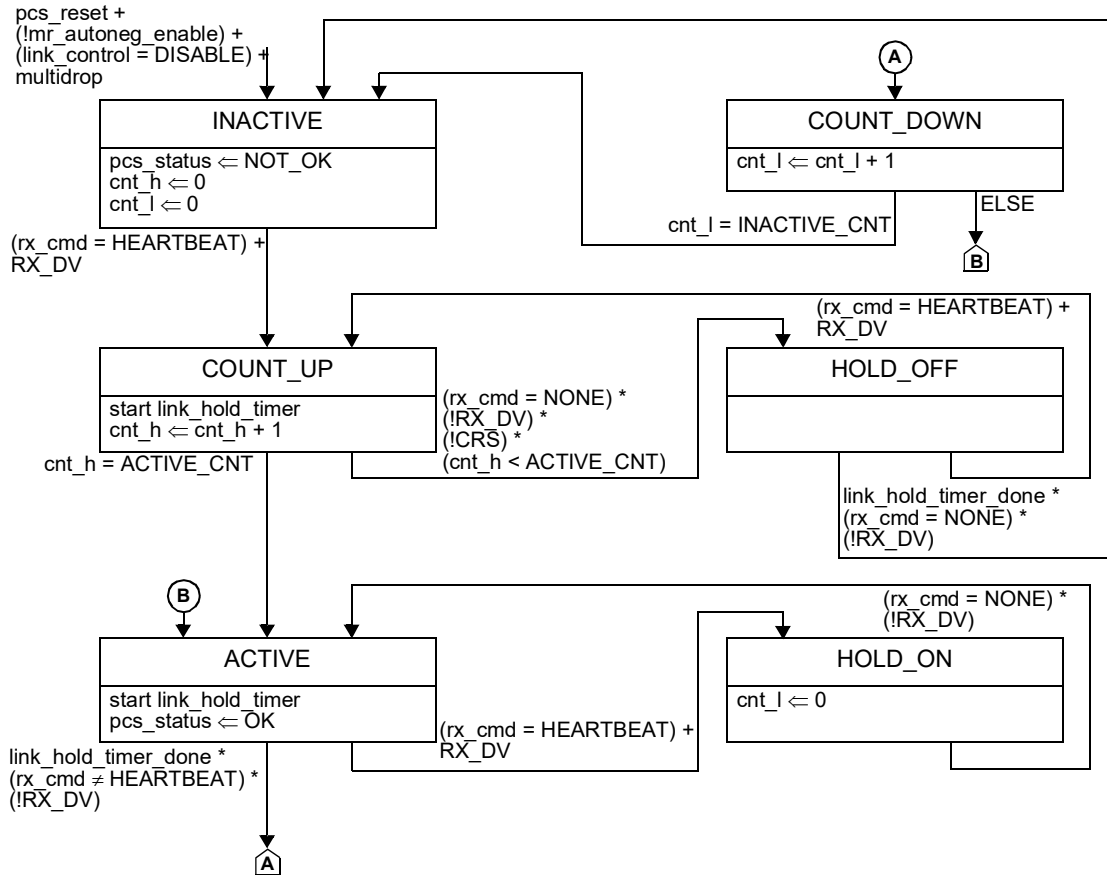 pcs_reset +
(!mr_autoneg_enable) +
(link_control = DISABLE) +
multidrop
INACTIVE
pcs_status ⇐ NOT_OK
cnt_h ⇐ 0
cnt_l ⇐ 0
A
COUNT_DOWN
cnt_l ⇐ cnt_l + 1
cnt_l = INACTIVE_CNT
ELSE
B
(rx_cmd = HEARTBEAT) +
RX_DV
COUNT_UP
start link_hold_timer
cnt_h ⇐ cnt_h + 1
(rx_cmd = NONE) *
(!RX_DV) *
(!CRS) *
(cnt_h < ACTIVE_CNT)
(rx_cmd = HEARTBEAT) +
RX_DV
HOLD_OFF
cnt_h = ACTIVE_CNT
link_hold_timer_done *
(rx_cmd = NONE) *
(!RX_DV)
B
ACTIVE
start link_hold_timer
pcs_status ⇐ OK
(rx_cmd = HEARTBEAT) +
RX_DV
(rx_cmd = NONE) *
(!RX_DV)
HOLD_ON
cnt_l ⇐ 0
link_hold_timer_done *
(rx_cmd ≠ HEARTBEAT) *
(!RX_DV)
A